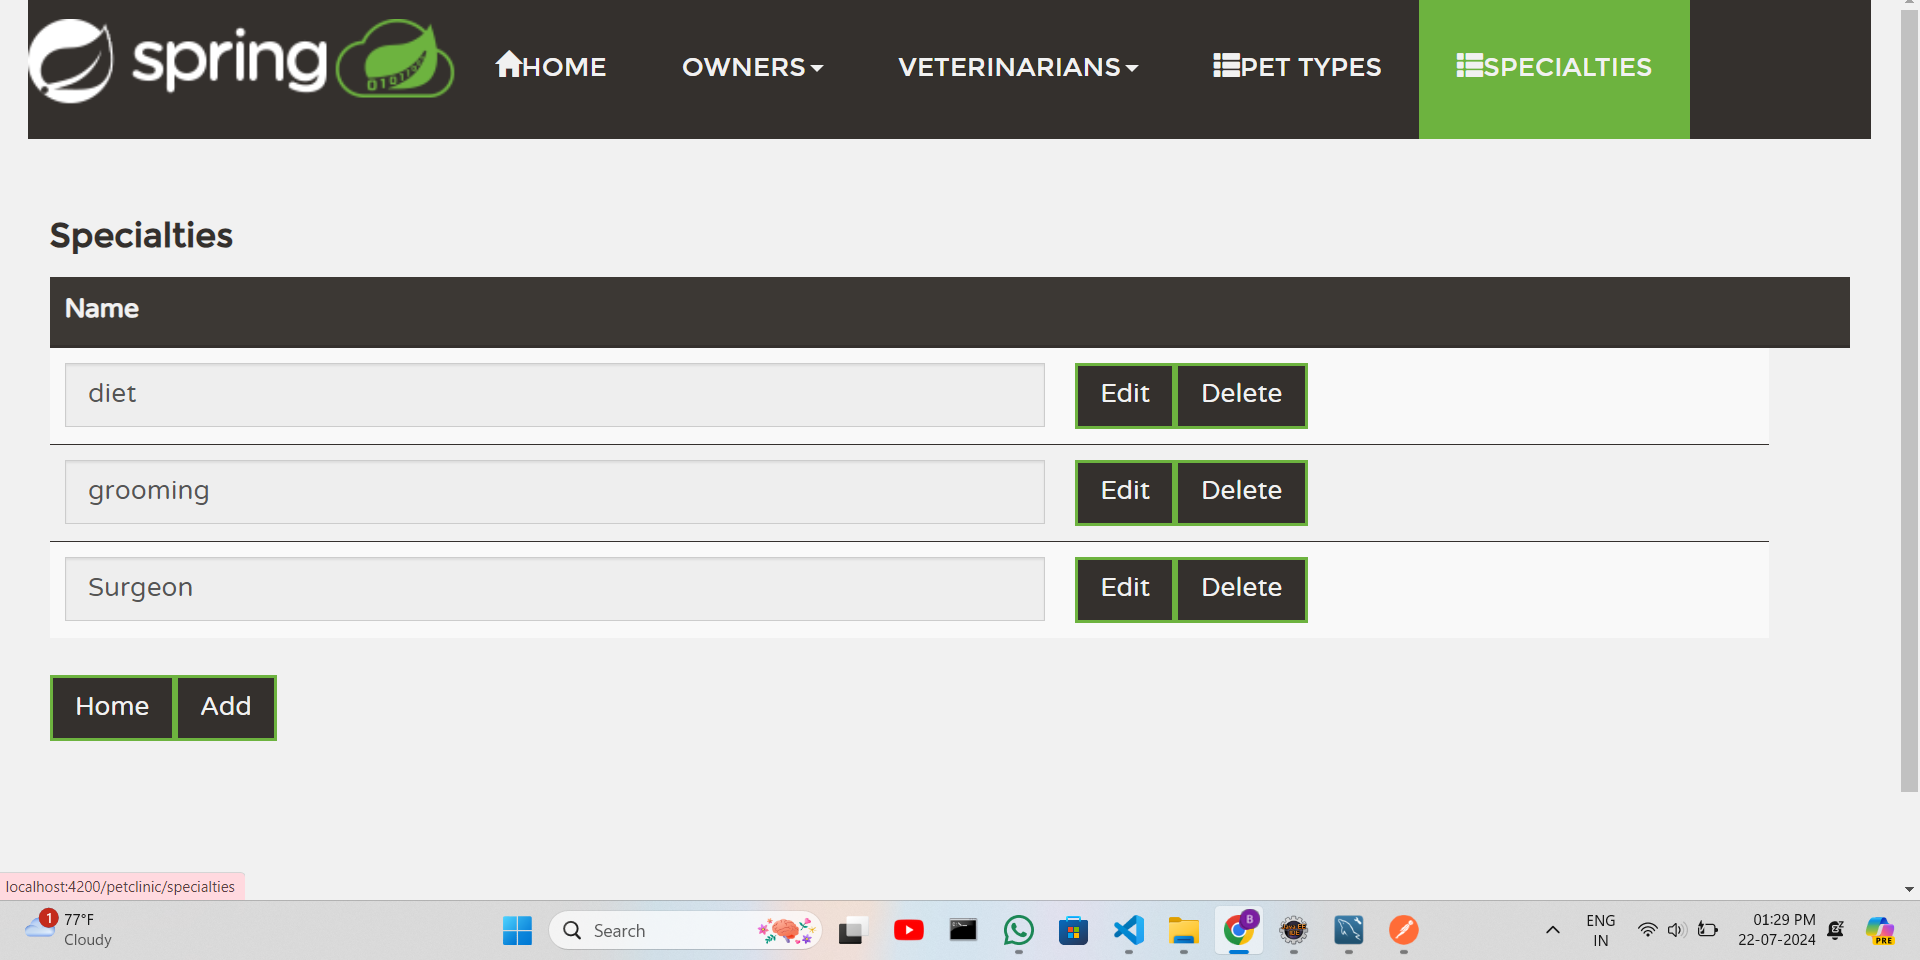 spring
HOME
OWNERS
VETERINARIANS
PET TYPES
SPECIALTIES
Specialties
Name
diet
Edit
Delete
grooming
Edit
Delete
Surgeon
Edit
Delete
Home
Add
localhost:4200/petclinic/specialties
1
77°F
Cloudy
Search
B
PRE
ENG
IN
01:29 PM
22-07-2024